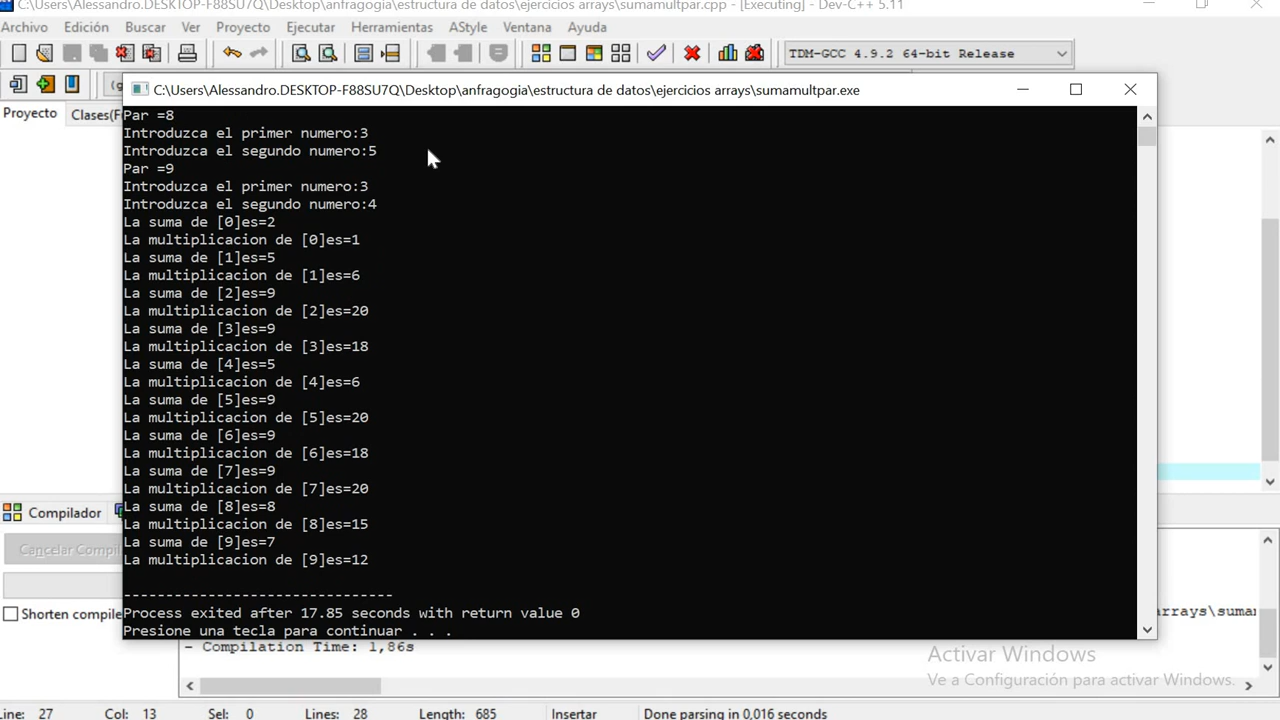 C:\Users\Alessandro.DESKTOP-F88SU7Q\Desktop\anfragogia\estructura de datos\ejercicios arrays\sumamultpar.cpp - [Executing] - Dev-C++ 5.11
Archivo Edición Buscar Ver Proyecto Ejecutar Herramientas AStyle Ventana Ayuda
TDM-GCC 4.9.2 64-bit Release
(g
C:\Users\Alessandro.DESKTOP-F88SU7Q\Desktop\anfragogia\estructura de datos\ejercicios arrays\sumamultpar.exe
Proyecto Clases(F
Par =8
Introduzca el primer numero:3
Introduzca el segundo numero:5
Par =9
Introduzca el primer numero:3
Introduzca el segundo numero:4
La suma de [0]es=2
La multiplicacion de [0]es=1
La suma de [1]es=5
La multiplicacion de [1]es=6
La suma de [2]es=9
La multiplicacion de [2]es=20
La suma de [3]es=9
La multiplicacion de [3]es=18
La suma de [4]es=5
La multiplicacion de [4]es=6
La suma de [5]es=9
La multiplicacion de [5]es=20
La suma de [6]es=9
La multiplicacion de [6]es=18
La suma de [7]es=9
La multiplicacion de [7]es=20
La suma de [8]es=8
La multiplicacion de [8]es=15
La suma de [9]es=7
La multiplicacion de [9]es=12
--------------------------------
Process exited after 17.85 seconds with return value 0
Presione una tecla para continuar . . .
Compilador
Cancelar Compi
Shorten compile
arrays\suma
- Compilation Time: 1,86s
Activar Windows
Ve a Configuración para activar Windows.
Line: 27 Col: 13 Sel: 0 Lines: 28 Length: 685 Insertar Done parsing in 0,016 seconds